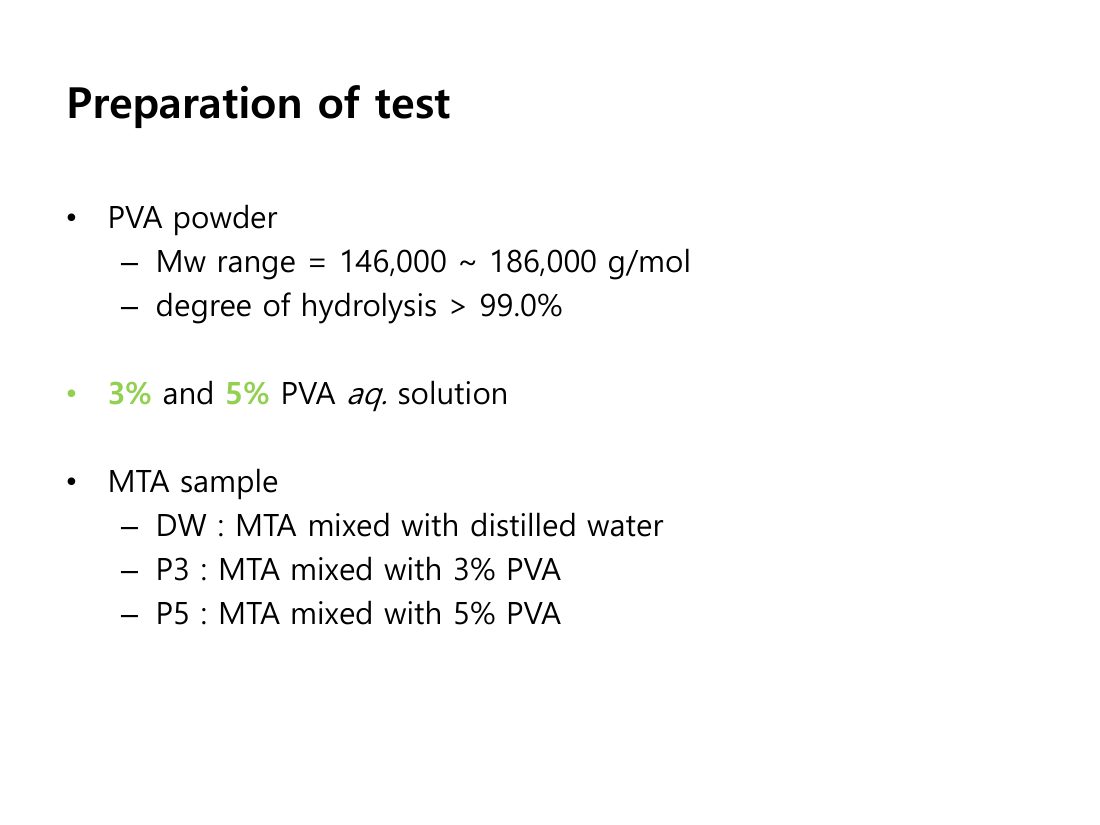 Preparation of test
• PVA powder
– Mw range = 146,000 ~ 186,000 g/mol
– degree of hydrolysis > 99.0%
• 3% and 5% PVA aq. solution
• MTA sample
– DW : MTA mixed with distilled water
– P3 : MTA mixed with 3% PVA
– P5 : MTA mixed with 5% PVA